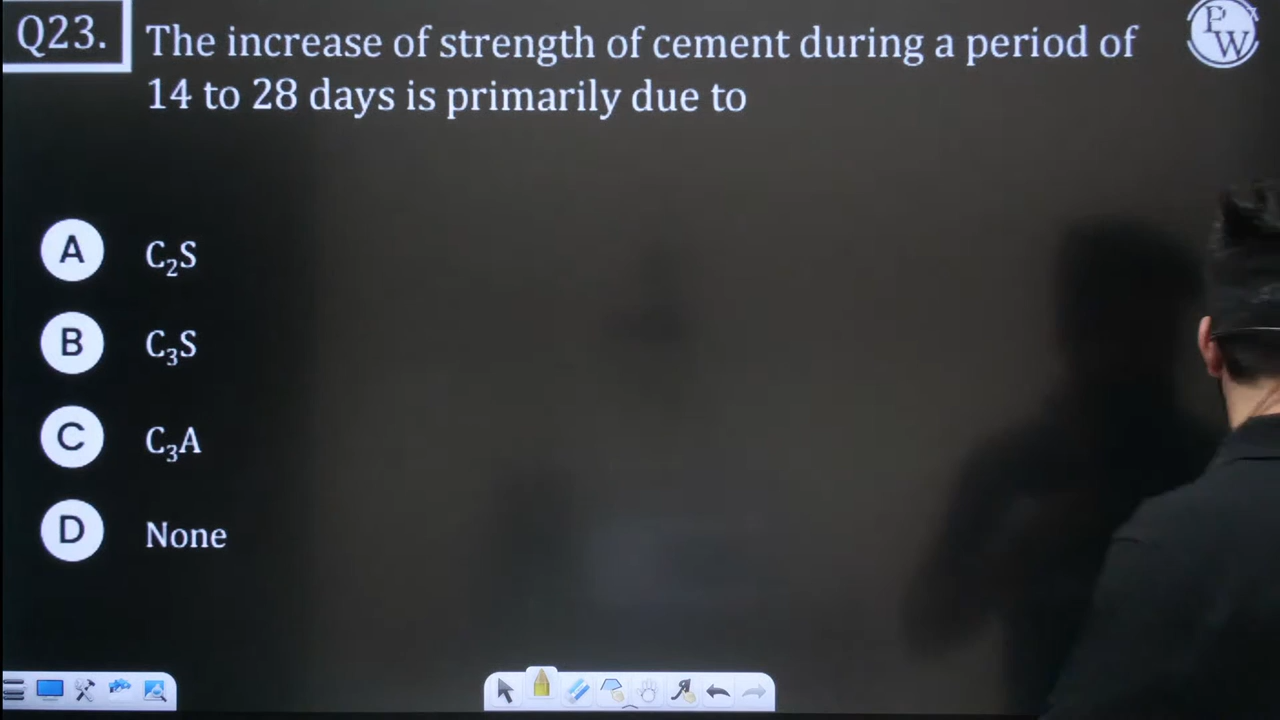 Q23.
The increase of strength of cement during a period of
14 to 28 days is primarily due to
PW
A C₂S
B C₃S
C C₃A
D None